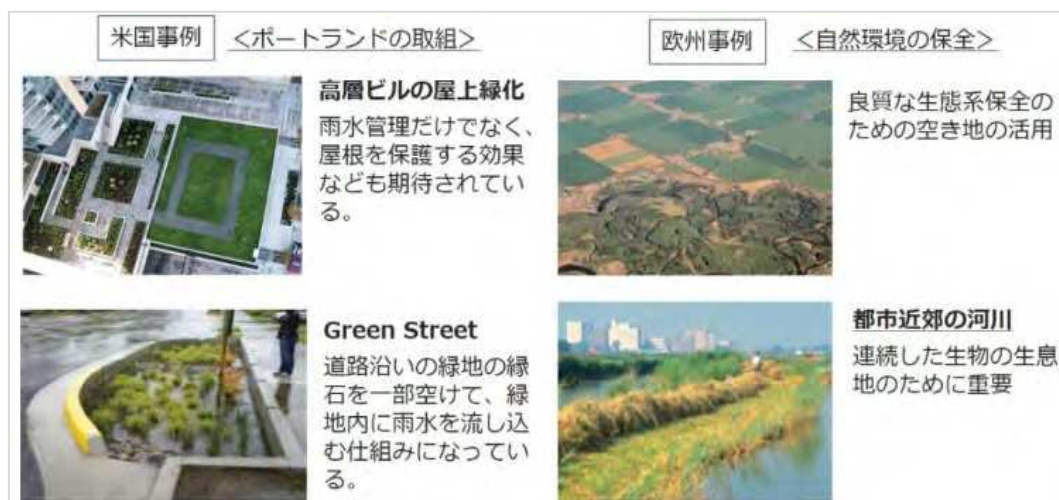 米国事例 <ポートランドの取組>
高層ビルの屋上緑化
雨水管理だけでなく、
屋根を保護する効果
なども期待されてい
る。
Green Street
道路沿いの緑地の縁
石を一部空けて、緑
地内に雨水を流し込
む仕組みになってい
る。
欧州事例 <自然環境の保全>
良質な生態系保全の
ための空き地の活用
都市近郊の河川
連続した生物の生息
地のために重要